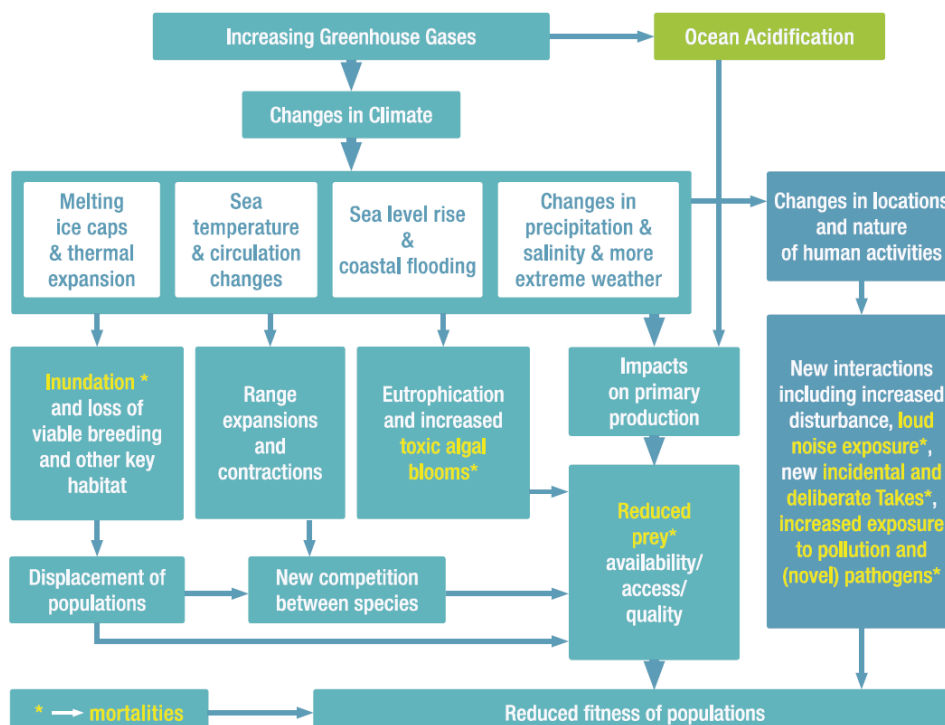 Increasing Greenhouse Gases
Ocean Acidification
Changes in Climate
Melting
ice caps
& thermal
expansion
Sea
temperature
& circulation
changes
Sea level rise
&
coastal flooding
Changes in
precipitation &
salinity & more
extreme weather
Changes in locations
and nature
of human activities
Inundation *
and loss of
viable breeding
and other key
habitat
Range
expansions
and
contractions
Eutrophication
and increased
toxic algal
blooms*
Impacts
on primary
production
New interactions
including increased
disturbance, loud
noise exposure*,
new incidental and
deliberate Takes*,
increased exposure
to pollution and
(novel) pathogens*
Reduced
prey*
availability/
access/
quality
Displacement of
populations
New competition
between species
* → mortalities
Reduced fitness of populations